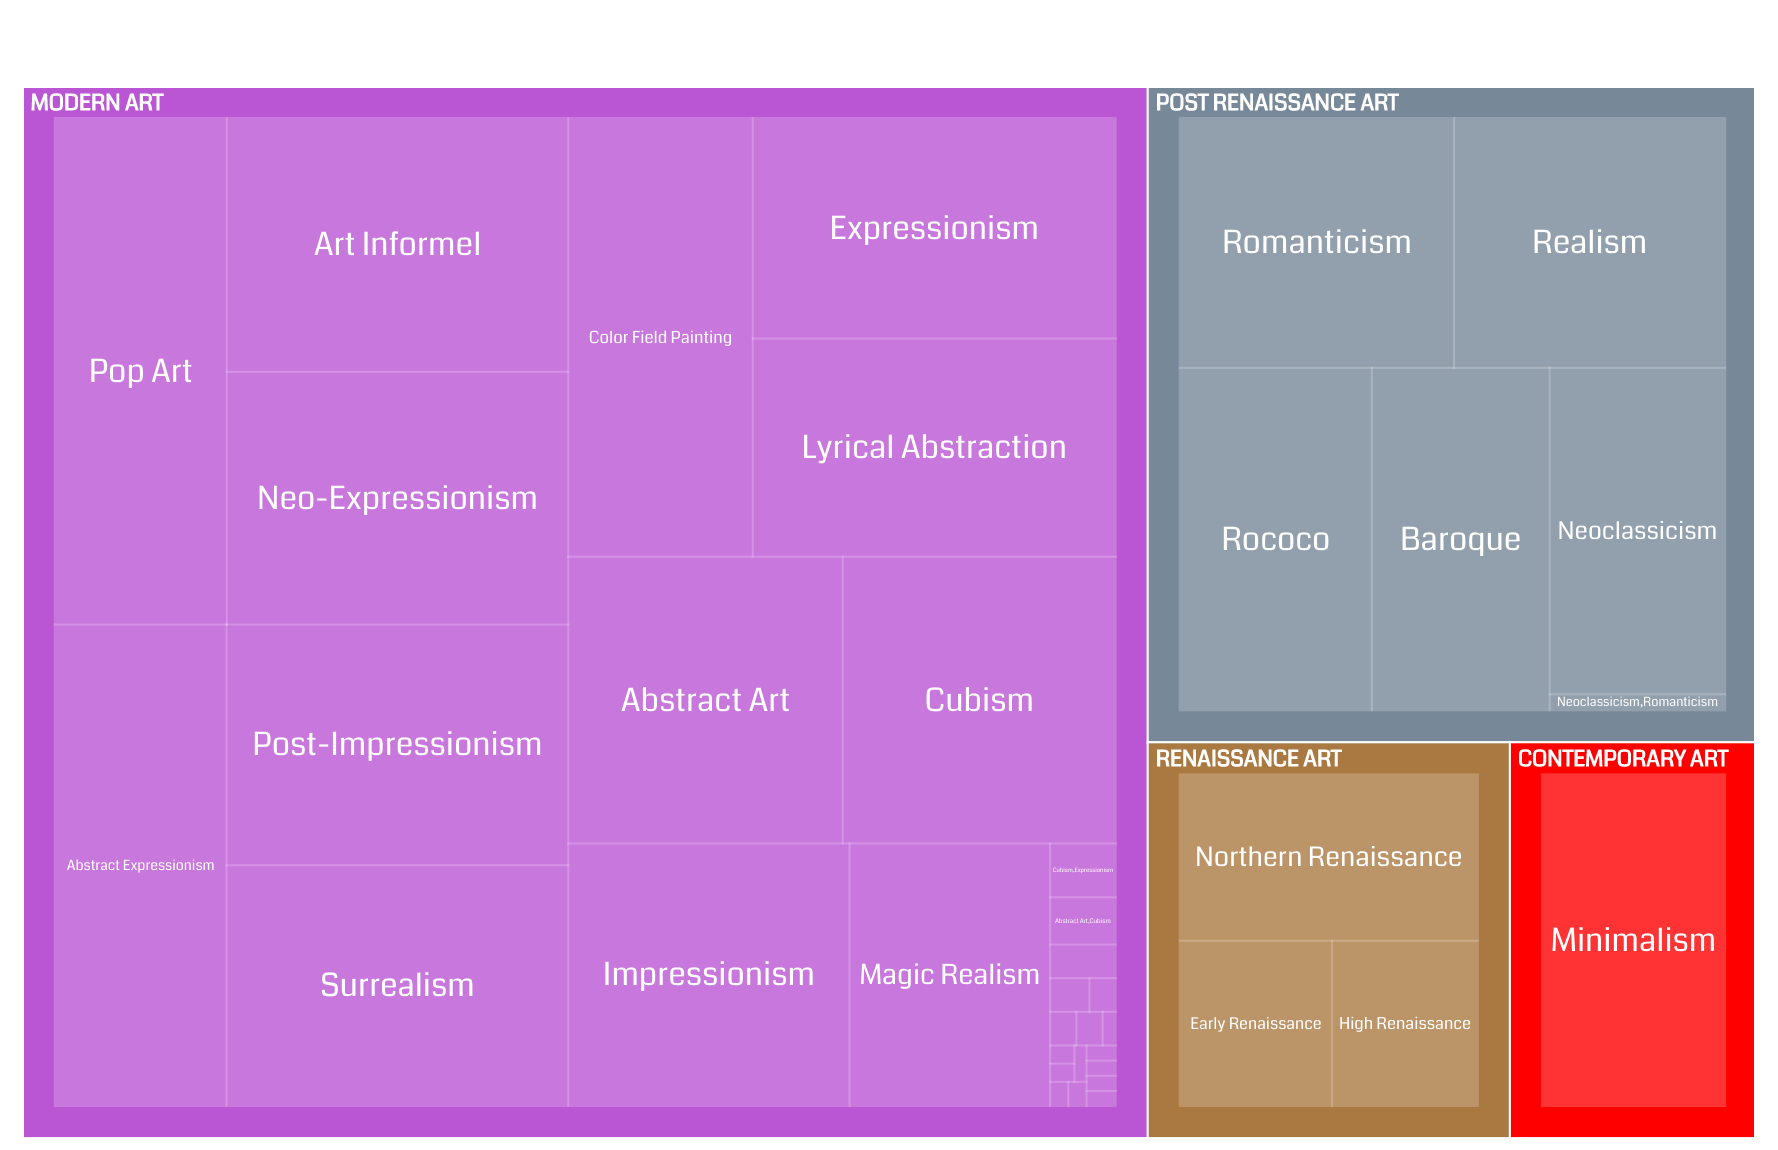 MODERN ART
Pop Art
Art Informel
Color Field Painting
Expressionism
Lyrical Abstraction
Neo-Expressionism
Abstract Expressionism
Post-Impressionism
Surrealism
Abstract Art
Cubism
Impressionism
Magic Realism
Cubism,Expressionism
Abstract Art,Cubism
POST RENAISSANCE ART
Romanticism
Realism
Rococo
Baroque
Neoclassicism
Neoclassicism,Romanticism
RENAISSANCE ART
Northern Renaissance
Early Renaissance
High Renaissance
CONTEMPORARY ART
Minimalism